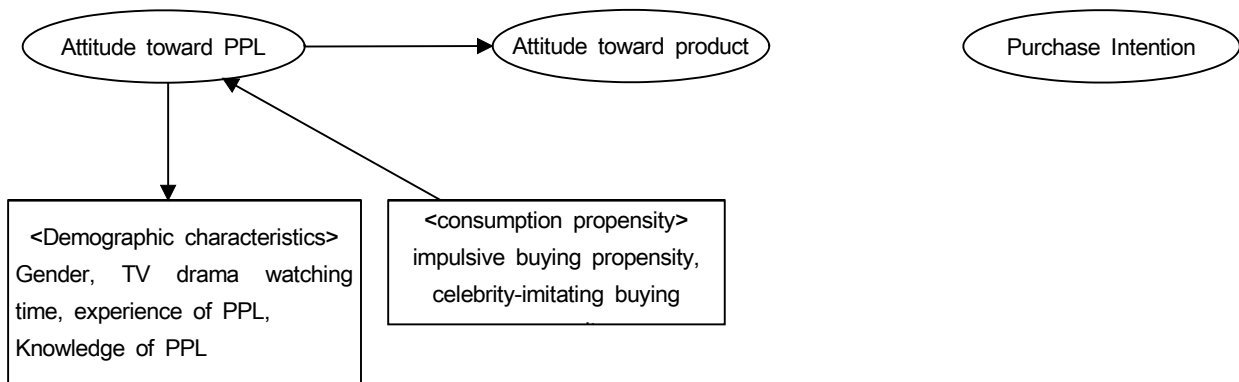 Attitude toward PPL
Attitude toward product
Purchase Intention
<Demographic characteristics>
Gender, TV drama watching
time, experience of PPL,
Knowledge of PPL
<consumption propensity>
impulsive buying propensity,
celebrity-imitating buying